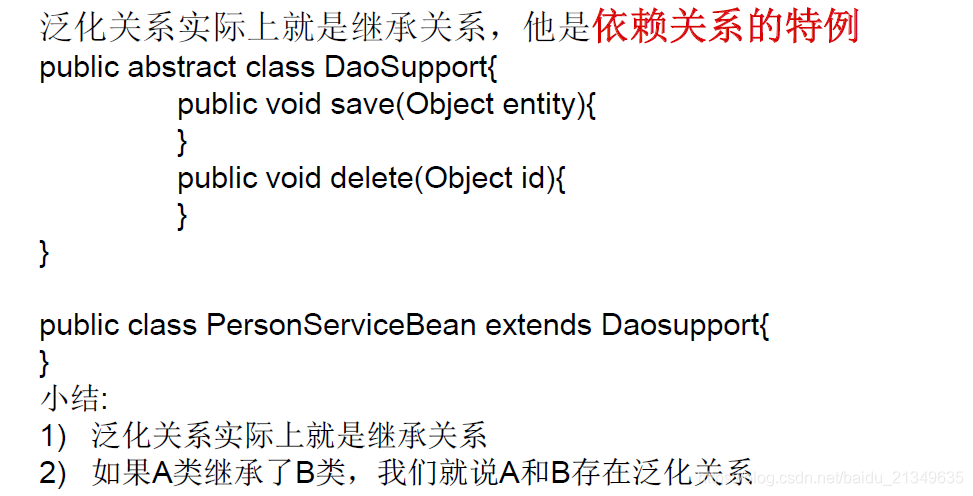 泛化关系实际上就是继承关系，他是依赖关系的特例
public abstract class DaoSupport{
public void save(Object entity){
}
public void delete(Object id){
}
}
public class PersonServiceBean extends Daosupport{
}
小结:
1) 泛化关系实际上就是继承关系
2) 如果A类继承了B类，我们就说A和B存在泛化关系
blog.csdn.net/baidu_21349635